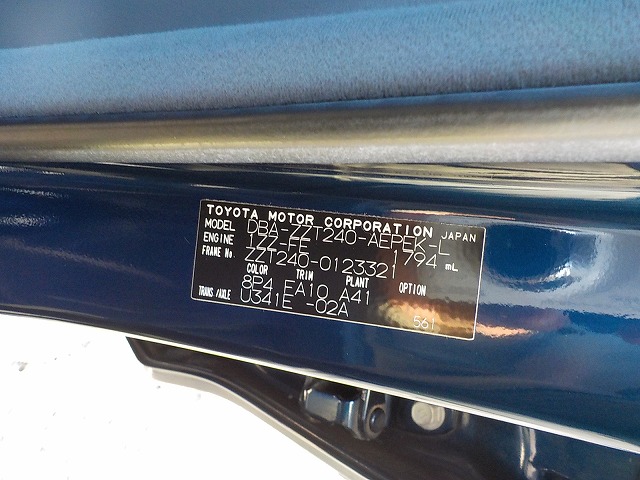 TOYOTA MOTOR CORPORATION JAPAN
MODEL DBA-ZZT240-AEPEK-L
ENGINE 1ZZ-FE 1794 mL
FRAME No. ZZT240-0123321
COLOR TRIM PLANT OPTION
8P4 EA10 A41
TRANS/AXLE U341E -02A
561